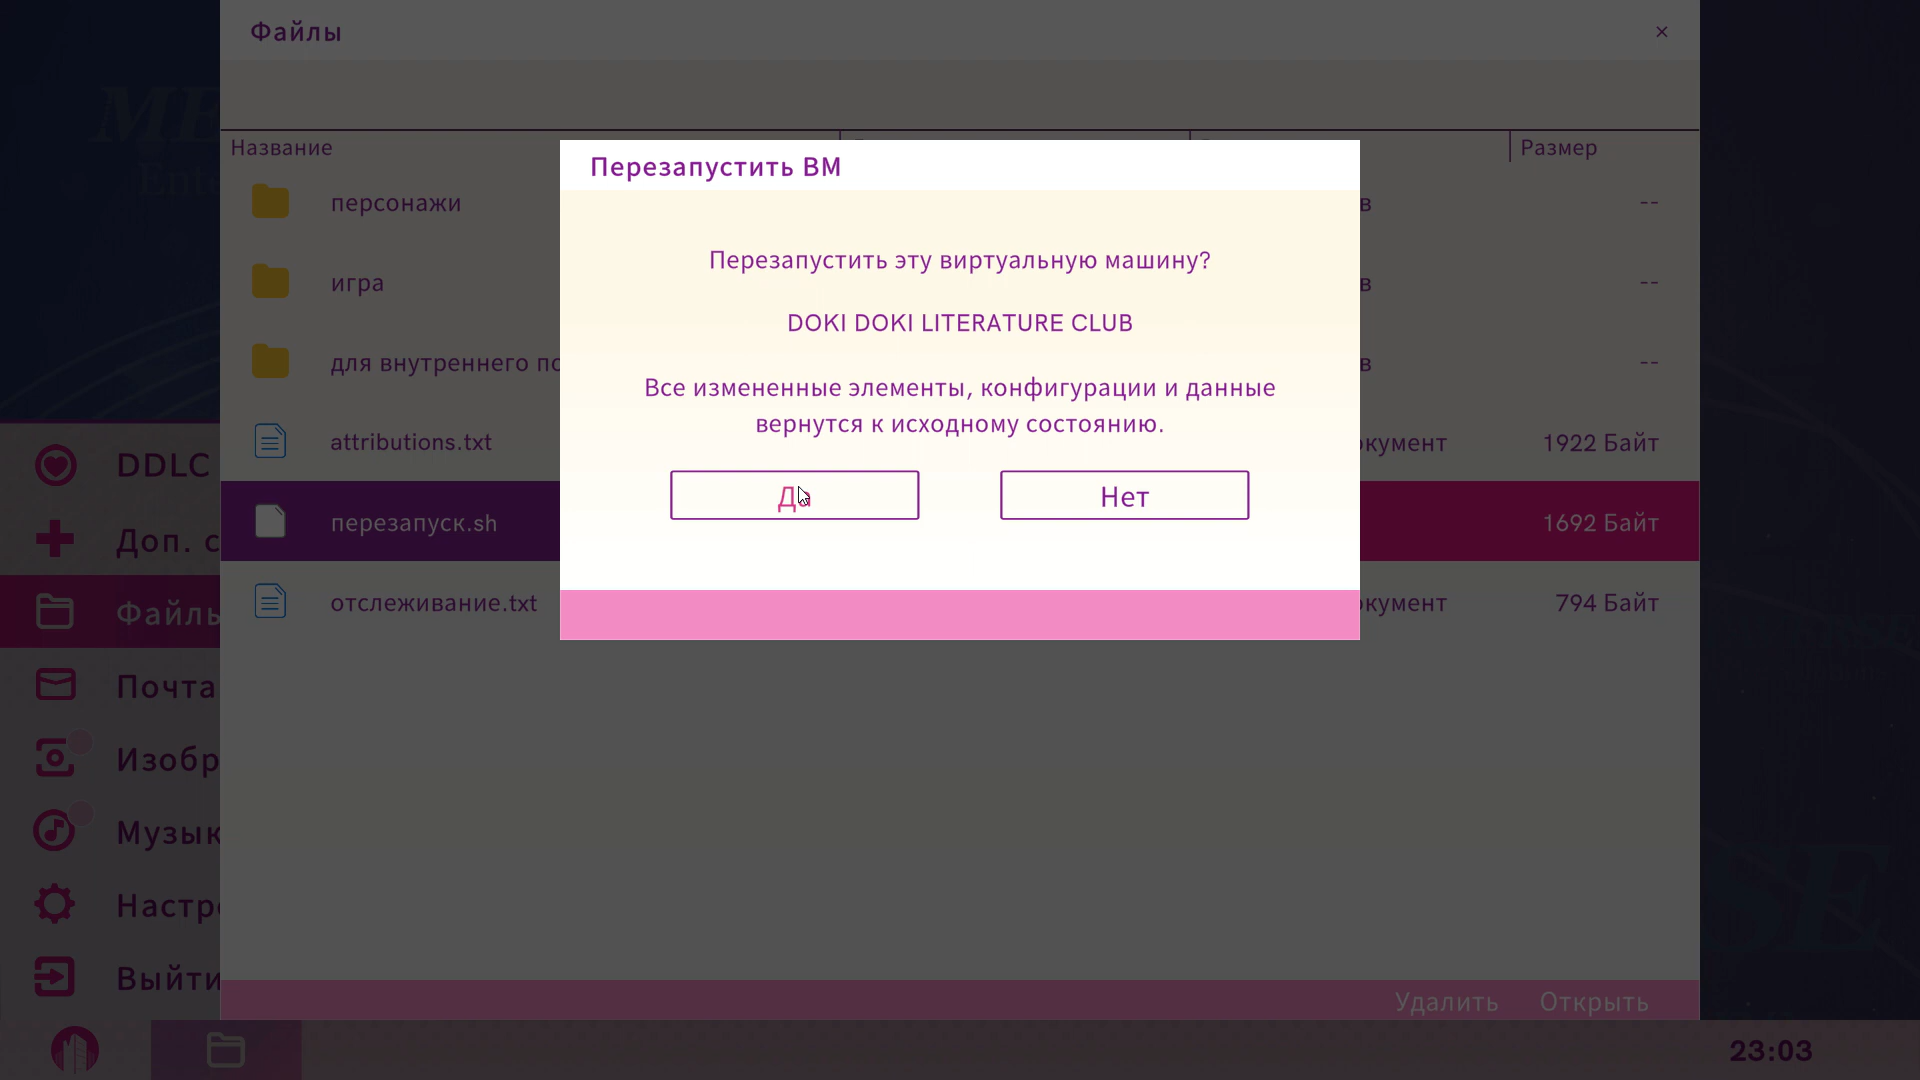 Файлы
×
Название
Размер
персонажи
--
игра
--
для внутреннего
--
attributions.txt
1922 Байт
перезапуск.sh
1692 Байт
отслеживание.txt
794 Байт
Перезапустить ВМ
Перезапустить эту виртуальную машину?
DOKI DOKI LITERATURE CLUB
Все измененные элементы, конфигурации и данные
вернутся к исходному состоянию.
Да
Нет
DDLC
Доп. с
Файлы
Почта
Изобр
Музык
Настр
Выйти
Удалить
Открыть
23:03